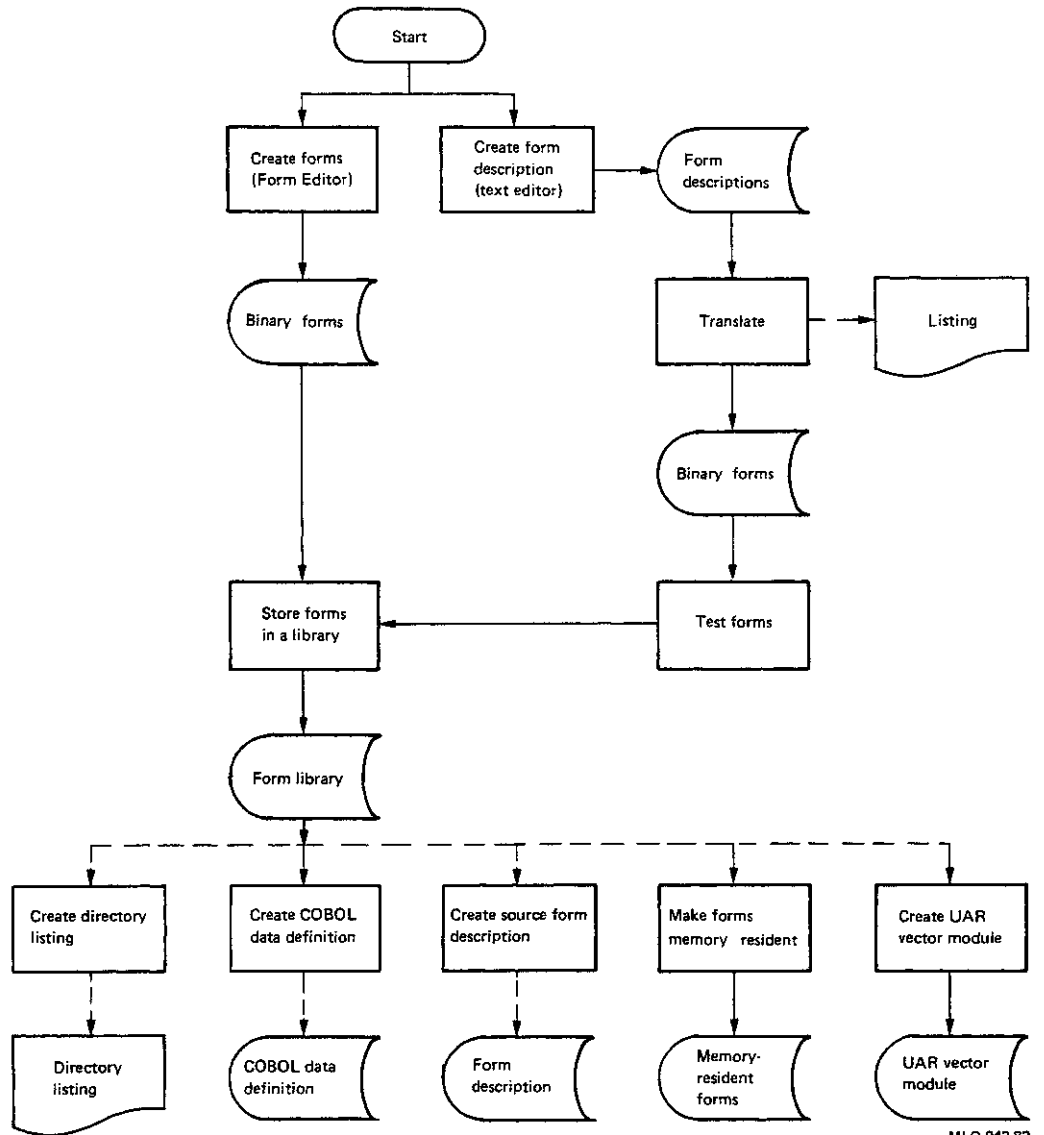 Start
Create forms
(Form Editor)
Create form
description
(text editor)
Form
descriptions
Binary forms
Translate
Listing
Binary forms
Store forms
in a library
Test forms
Form library
Create directory
listing
Create COBOL
data definition
Create source form
description
Make forms
memory resident
Create UAR
vector module
Directory
listing
COBOL data
definition
Form
description
Memory-
resident
forms
UAR vector
module